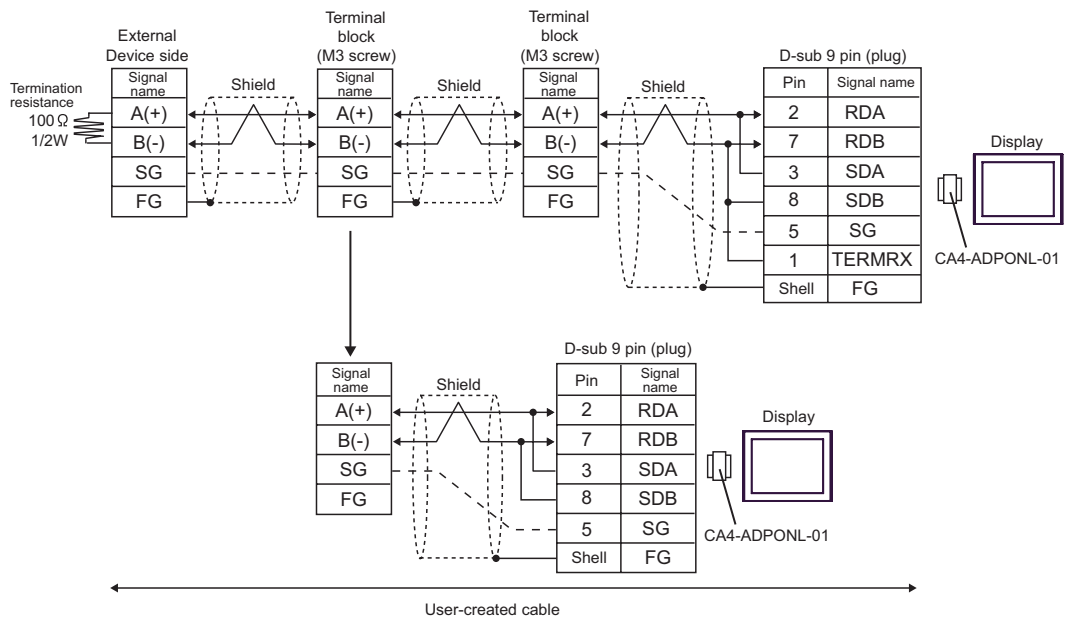 External
Device side
Terminal
block
(M3 screw)
Terminal
block
(M3 screw)
D-sub 9 pin (plug)
Termination
resistance
100 Ω
1/2W
Signal
name
A(+)
B(-)
SG
FG
Shield
Signal
name
A(+)
B(-)
SG
FG
Shield
Signal
name
A(+)
B(-)
SG
FG
Shield
Pin Signal name
2 RDA
7 RDB
3 SDA
8 SDB
5 SG
1 TERMRX
Shell FG
Display
CA4-ADPONL-01
D-sub 9 pin (plug)
Signal
name
A(+)
B(-)
SG
FG
Shield
Pin Signal
name
2 RDA
7 RDB
3 SDA
8 SDB
5 SG
Shell FG
Display
CA4-ADPONL-01
User-created cable